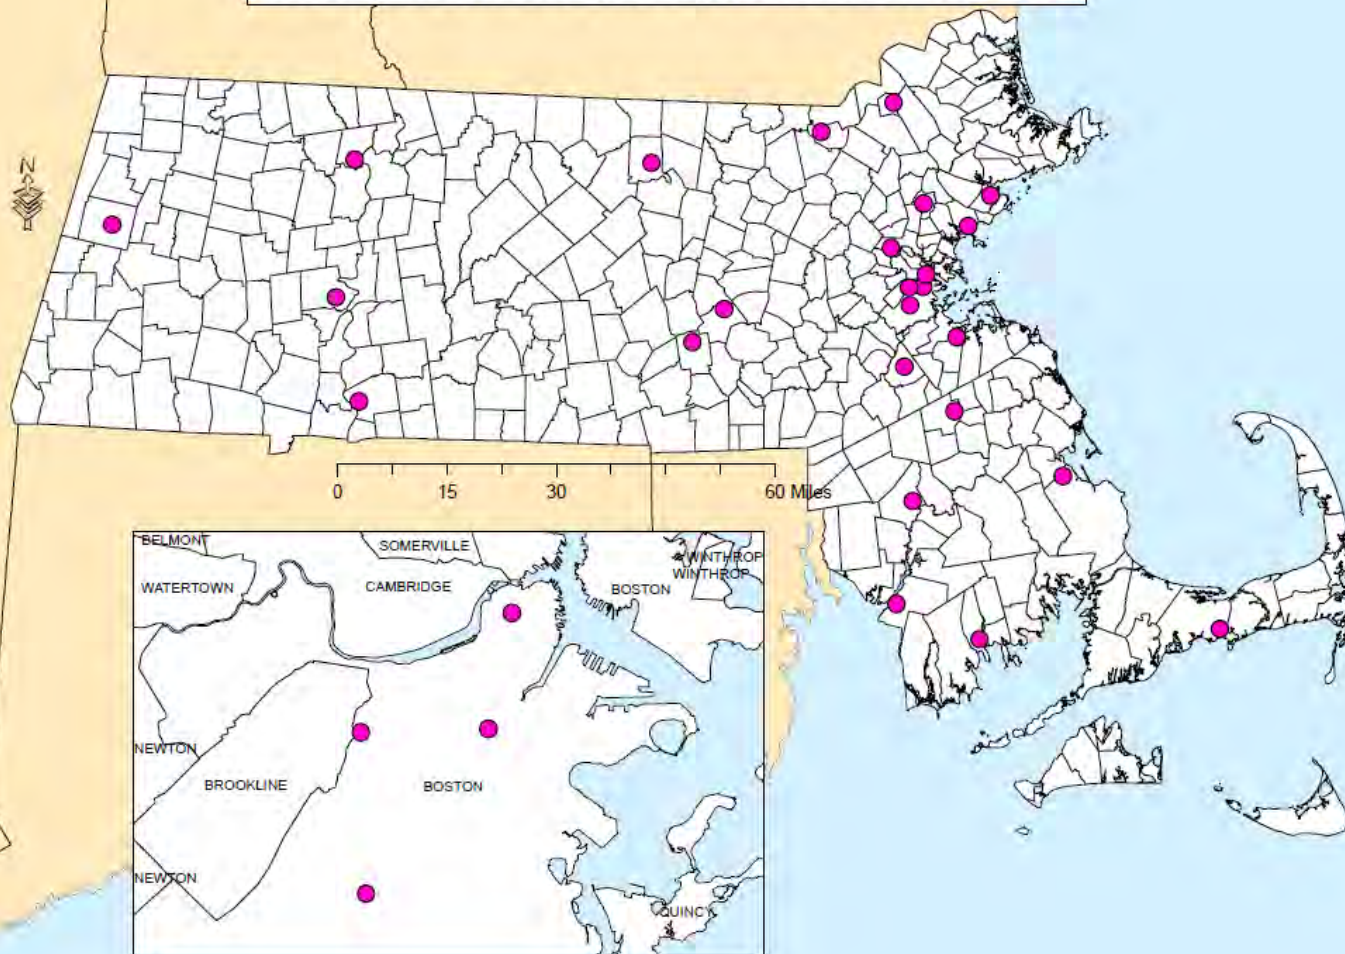 N
0 15 30 60 Miles
BELMONT
SOMERVILLE
WINTHROP
WINTHROP
WATERTOWN
CAMBRIDGE
BOSTON
NEWTON
BROOKLINE
BOSTON
NEWTON
QUINCY